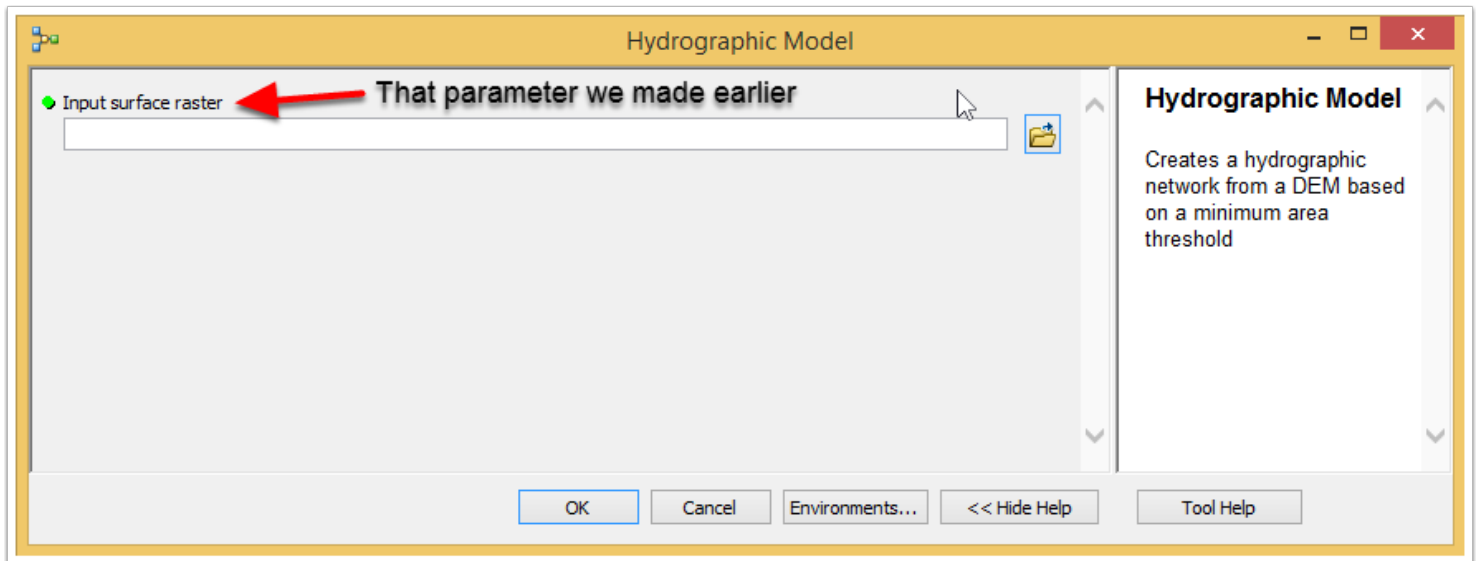 Hydrographic Model
That parameter we made earlier
Input surface raster
Hydrographic Model
Creates a hydrographic
network from a DEM based
on a minimum area
threshold
OK
Cancel
Environments...
<< Hide Help
Tool Help